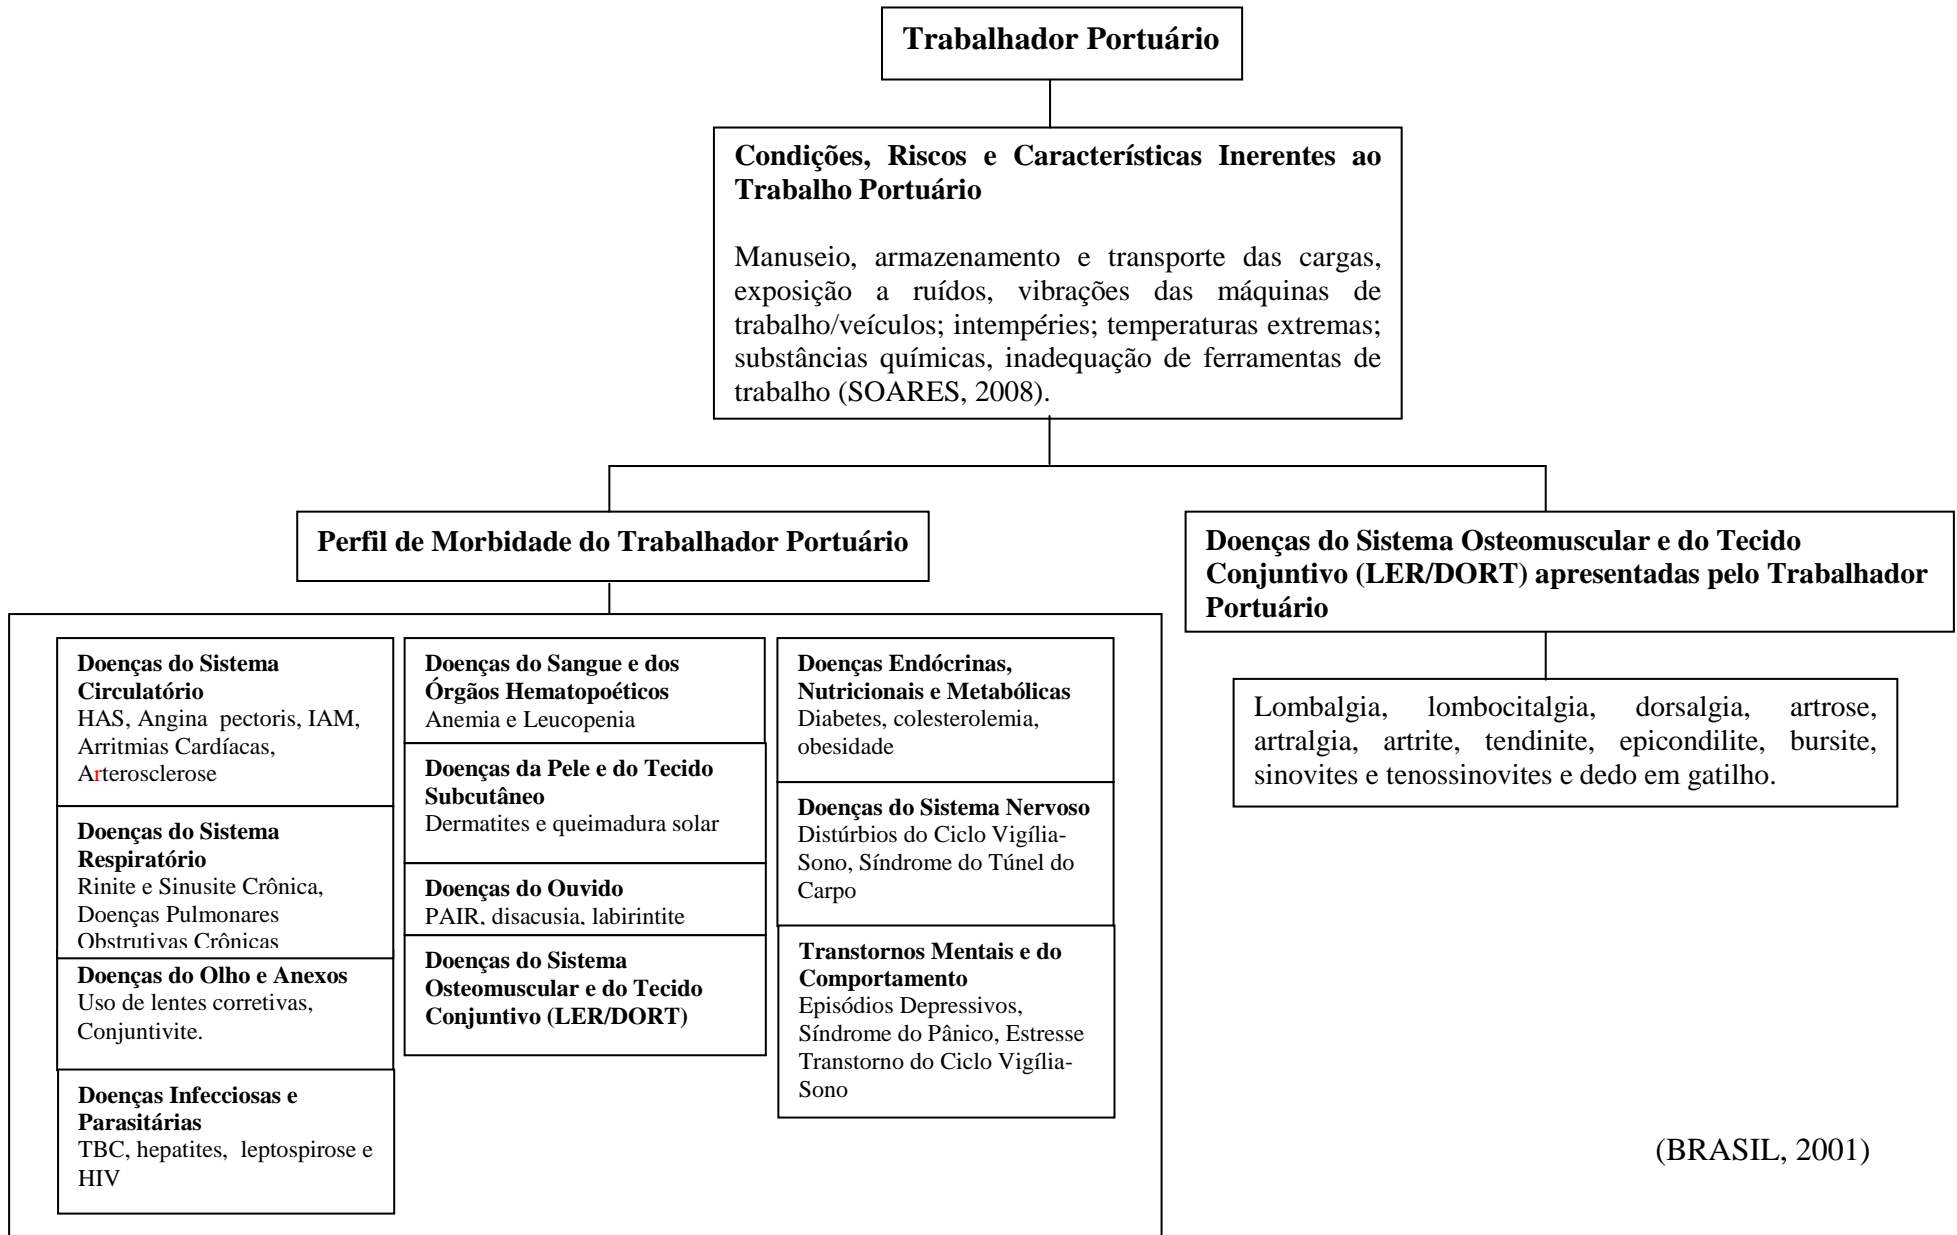 Trabalhador Portuário
Condições, Riscos e Características Inerentes ao
Trabalho Portuário
Manuseio, armazenamento e transporte das cargas,
exposição a ruídos, vibrações das máquinas de
trabalho/veículos; intempéries; temperaturas extremas;
substâncias químicas, inadequação de ferramentas de
trabalho (SOARES, 2008).
Perfil de Morbidade do Trabalhador Portuário
Doenças do Sistema
Circulatório
HAS, Angina pectoris, IAM,
Arritmias Cardíacas,
Arterosclerose
Doenças do Sistema
Respiratório
Rinite e Sinusite Crônica,
Doenças Pulmonares
Obstrutivas Crônicas
Doenças do Olho e Anexos
Uso de lentes corretivas,
Conjuntivite.
Doenças Infecciosas e
Parasitárias
TBC, hepatites, leptospirose e
HIV
Doenças do Sangue e dos
Órgãos Hematopoéticos
Anemia e Leucopenia
Doenças da Pele e do Tecido
Subcutâneo
Dermatites e queimadura solar
Doenças do Ouvido
PAIR, disacusia, labirintite
Doenças do Sistema
Osteomuscular e do Tecido
Conjuntivo (LER/DORT)
Doenças Endócrinas,
Nutricionais e Metabólicas
Diabetes, colesterolemia,
obesidade
Doenças do Sistema Nervoso
Distúrbios do Ciclo Vigília-
Sono, Síndrome do Túnel do
Carpo
Transtornos Mentais e do
Comportamento
Episódios Depressivos,
Síndrome do Pânico, Estresse
Transtorno do Ciclo Vigília-
Sono
Doenças do Sistema Osteomuscular e do Tecido
Conjuntivo (LER/DORT) apresentadas pelo Trabalhador
Portuário
Lombalgia, lombocitalgia, dorsalgia, artrose,
artralgia, artrite, tendinite, epicondilite, bursite,
sinovites e tenossinovites e dedo em gatilho.
(BRASIL, 2001)